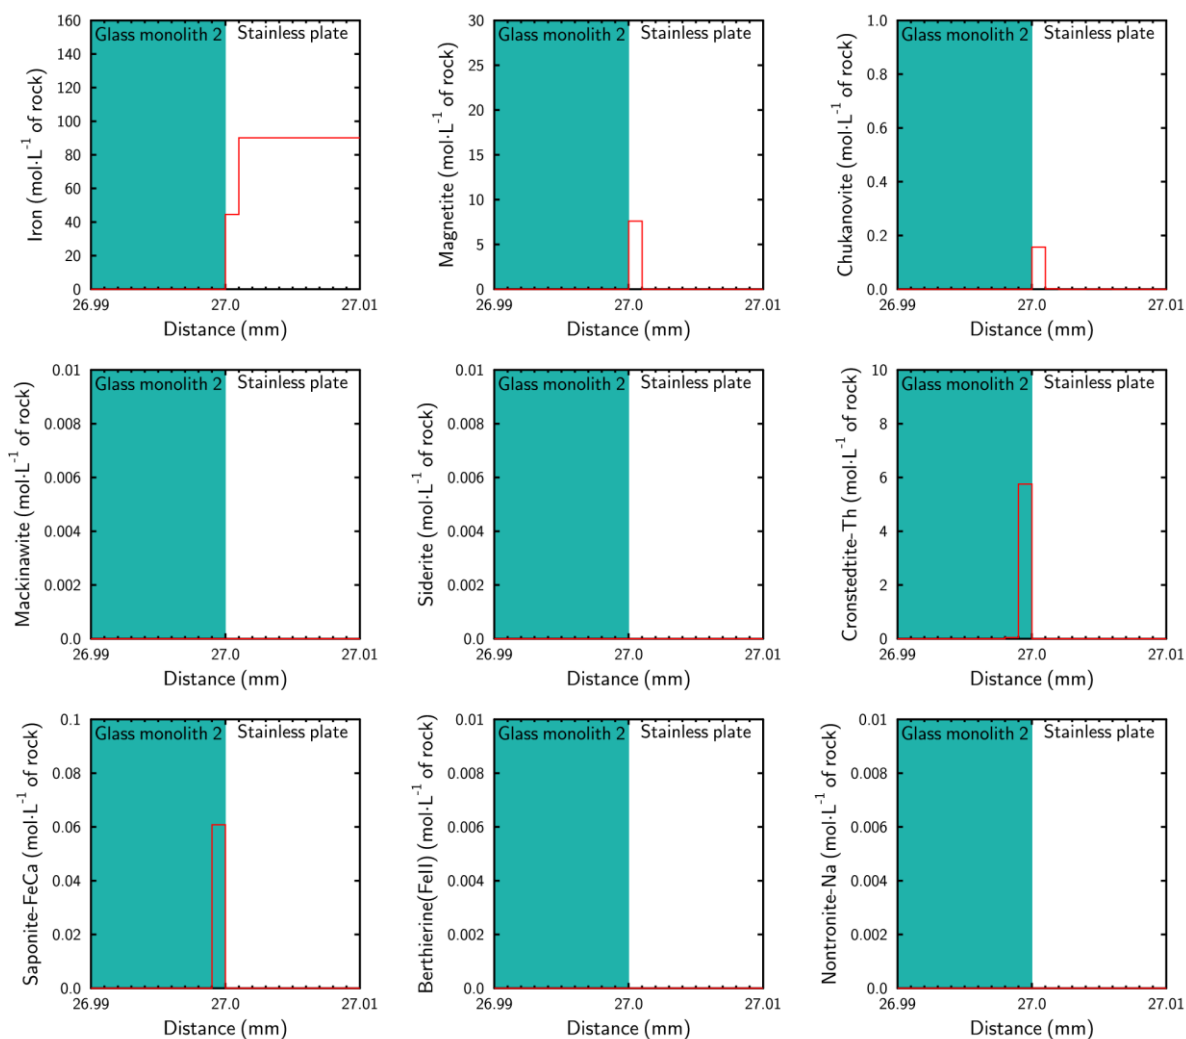 Iron (mol·L⁻¹ of rock)
160
140
120
100
80
60
40
20
0
Glass monolith 2
Stainless plate
26.99
27.0
27.01
Distance (mm)
Magnetite (mol·L⁻¹ of rock)
30
25
20
15
10
5
0
Glass monolith 2
Stainless plate
26.99
27.0
27.01
Distance (mm)
Chukanovite (mol·L⁻¹ of rock)
1.0
0.8
0.6
0.4
0.2
0.0
Glass monolith 2
Stainless plate
26.99
27.0
27.01
Distance (mm)
Mackinawite (mol·L⁻¹ of rock)
0.01
0.008
0.006
0.004
0.002
0.0
Glass monolith 2
Stainless plate
26.99
27.0
27.01
Distance (mm)
Siderite (mol·L⁻¹ of rock)
0.01
0.008
0.006
0.004
0.002
0.0
Glass monolith 2
Stainless plate
26.99
27.0
27.01
Distance (mm)
Cronstedtite-Th (mol·L⁻¹ of rock)
10
8
6
4
2
0
Glass monolith 2
Stainless plate
26.99
27.0
27.01
Distance (mm)
Saponite-FeCa (mol·L⁻¹ of rock)
0.1
0.08
0.06
0.04
0.02
0.0
Glass monolith 2
Stainless plate
26.99
27.0
27.01
Distance (mm)
Berthierine(FeII) (mol·L⁻¹ of rock)
0.01
0.008
0.006
0.004
0.002
0.0
Glass monolith 2
Stainless plate
26.99
27.0
27.01
Distance (mm)
Nontronite-Na (mol·L⁻¹ of rock)
0.01
0.008
0.006
0.004
0.002
0.0
Glass monolith 2
Stainless plate
26.99
27.0
27.01
Distance (mm)